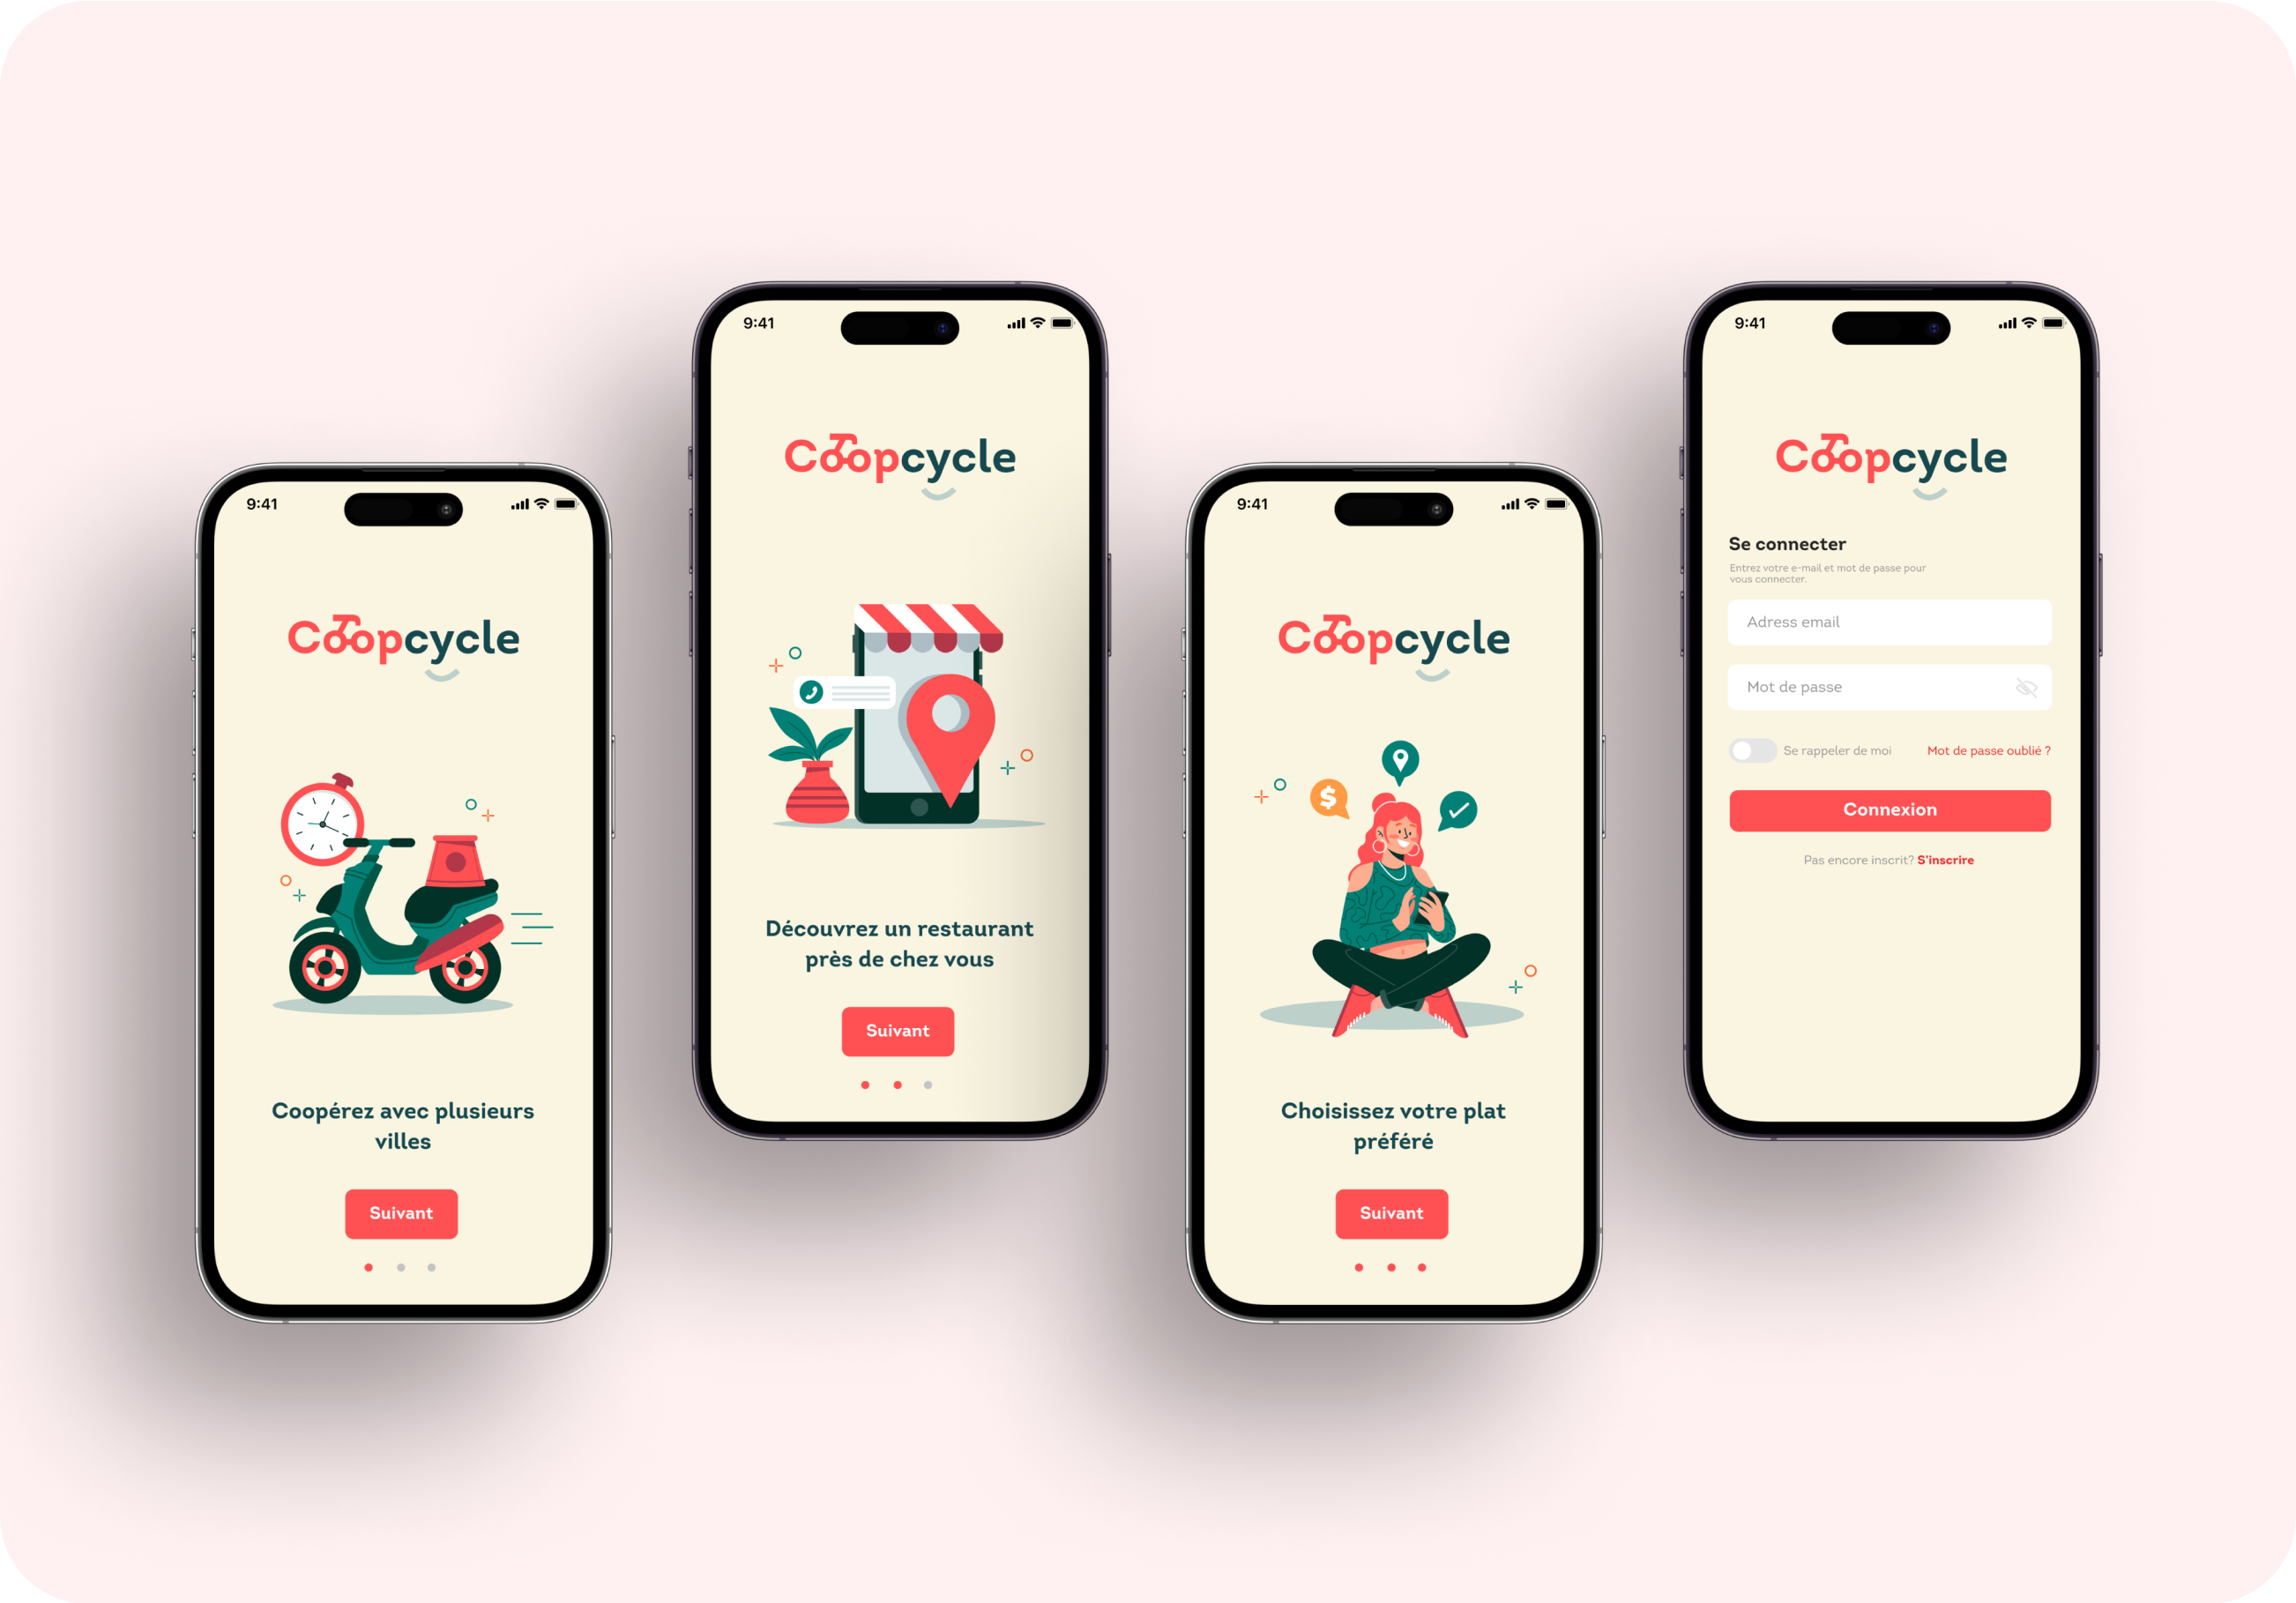 9:41
Coopcycle
Coopérez avec plusieurs
villes
Suivant
9:41
Coopcycle
Découvrez un restaurant
près de chez vous
Suivant
9:41
Coopcycle
$
Choisissez votre plat
préféré
Suivant
9:41
Coopcycle
Se connecter
Entrez votre e-mail et mot de passe pour
vous connecter.
Adress email
Mot de passe
Se rappeler de moi Mot de passe oublié ?
Connexion
Pas encore inscrit? S'inscrire